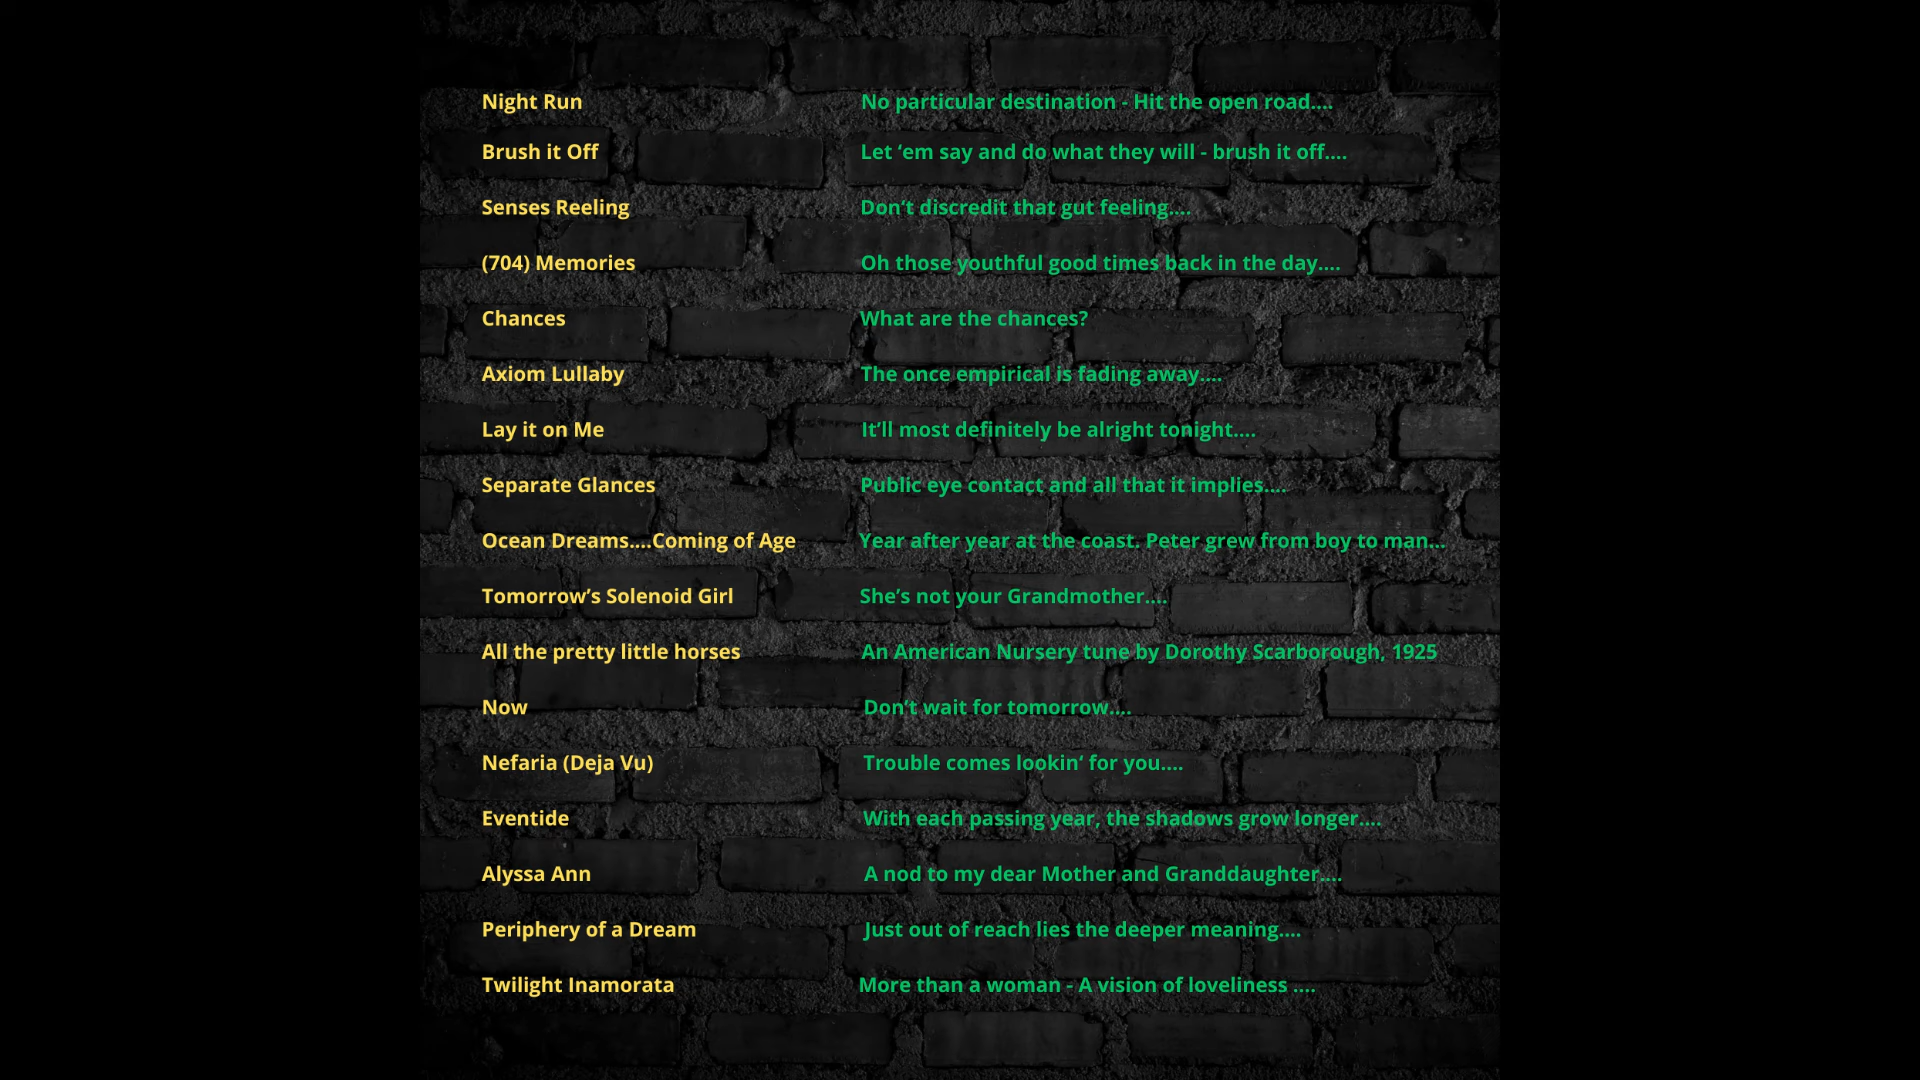 Night Run No particular destination - Hit the open road....
Brush it Off Let ‘em say and do what they will - brush it off....
Senses Reeling Don’t discredit that gut feeling....
(704) Memories Oh those youthful good times back in the day....
Chances What are the chances?
Axiom Lullaby The once empirical is fading away....
Lay it on Me It’ll most definitely be alright tonight....
Separate Glances Public eye contact and all that it implies....
Ocean Dreams....Coming of Age Year after year at the coast. Peter grew from boy to man...
Tomorrow’s Solenoid Girl She’s not your Grandmother....
All the pretty little horses An American Nursery tune by Dorothy Scarborough, 1925
Now Don’t wait for tomorrow....
Nefaria (Deja Vu) Trouble comes lookin’ for you....
Eventide With each passing year, the shadows grow longer....
Alyssa Ann A nod to my dear Mother and Granddaughter....
Periphery of a Dream Just out of reach lies the deeper meaning....
Twilight Inamorata More than a woman - A vision of loveliness ....